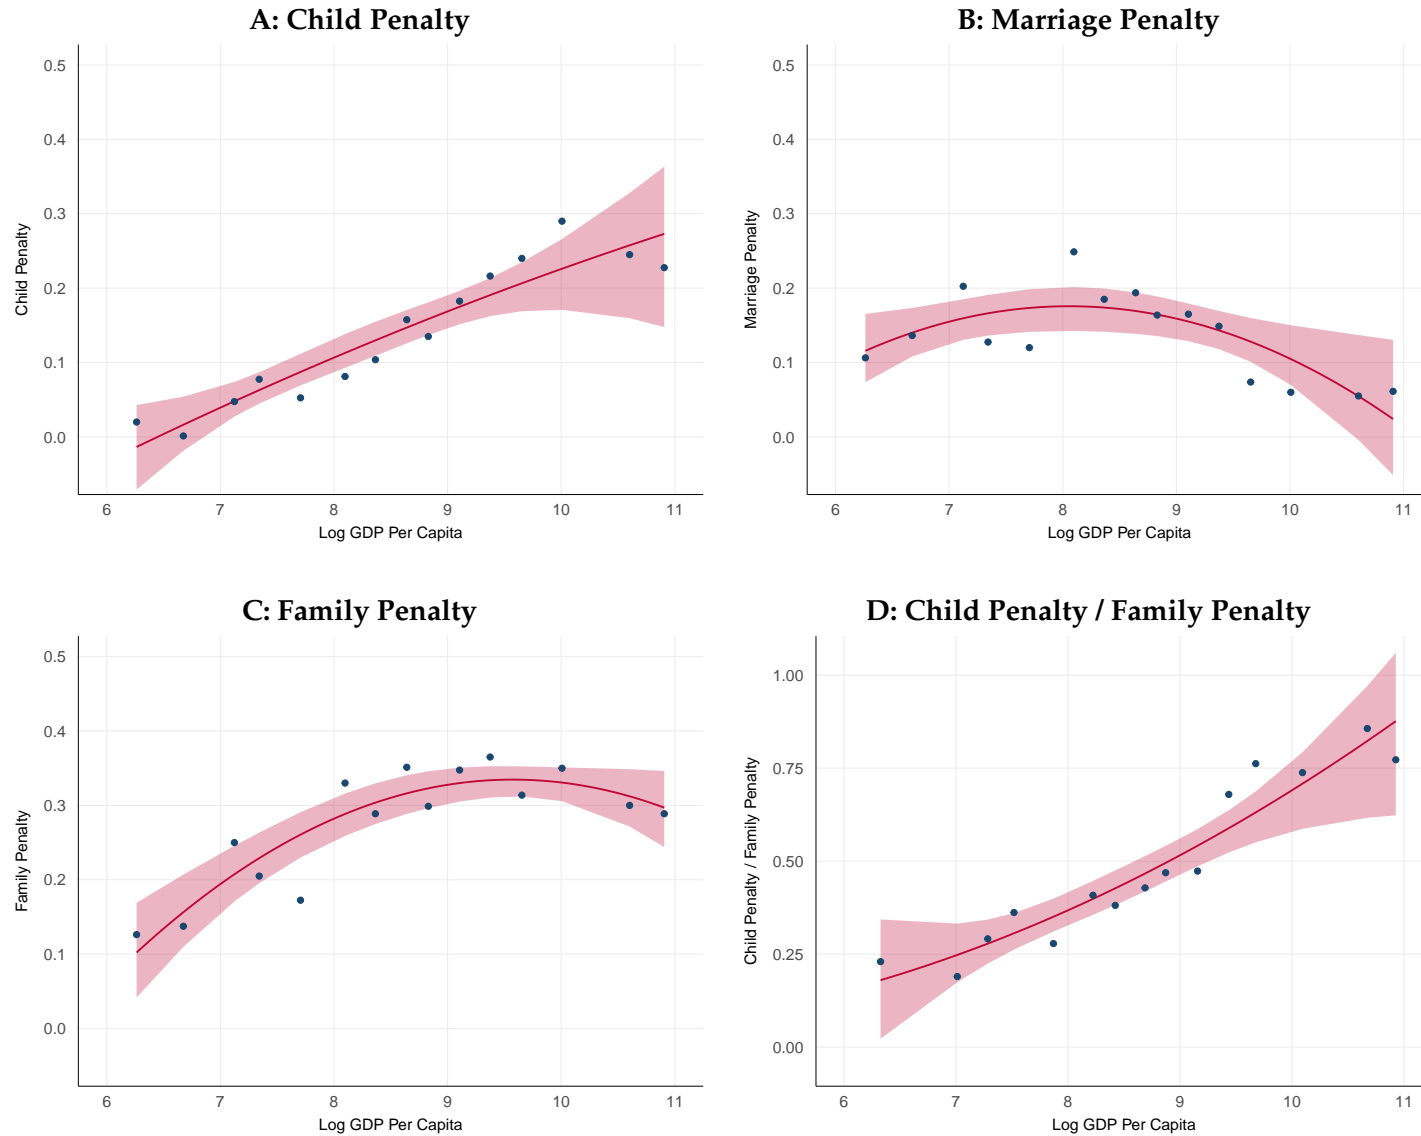 A: Child Penalty
0.5
0.4
0.3
0.2
0.1
0.0
Child Penalty
6 7 8 9 10 11
Log GDP Per Capita
B: Marriage Penalty
0.5
0.4
0.3
0.2
0.1
0.0
Marriage Penalty
6 7 8 9 10 11
Log GDP Per Capita
C: Family Penalty
0.5
0.4
0.3
0.2
0.1
0.0
Family Penalty
6 7 8 9 10 11
Log GDP Per Capita
D: Child Penalty / Family Penalty
1.00
0.75
0.50
0.25
0.00
Child Penalty / Family Penalty
6 7 8 9 10 11
Log GDP Per Capita